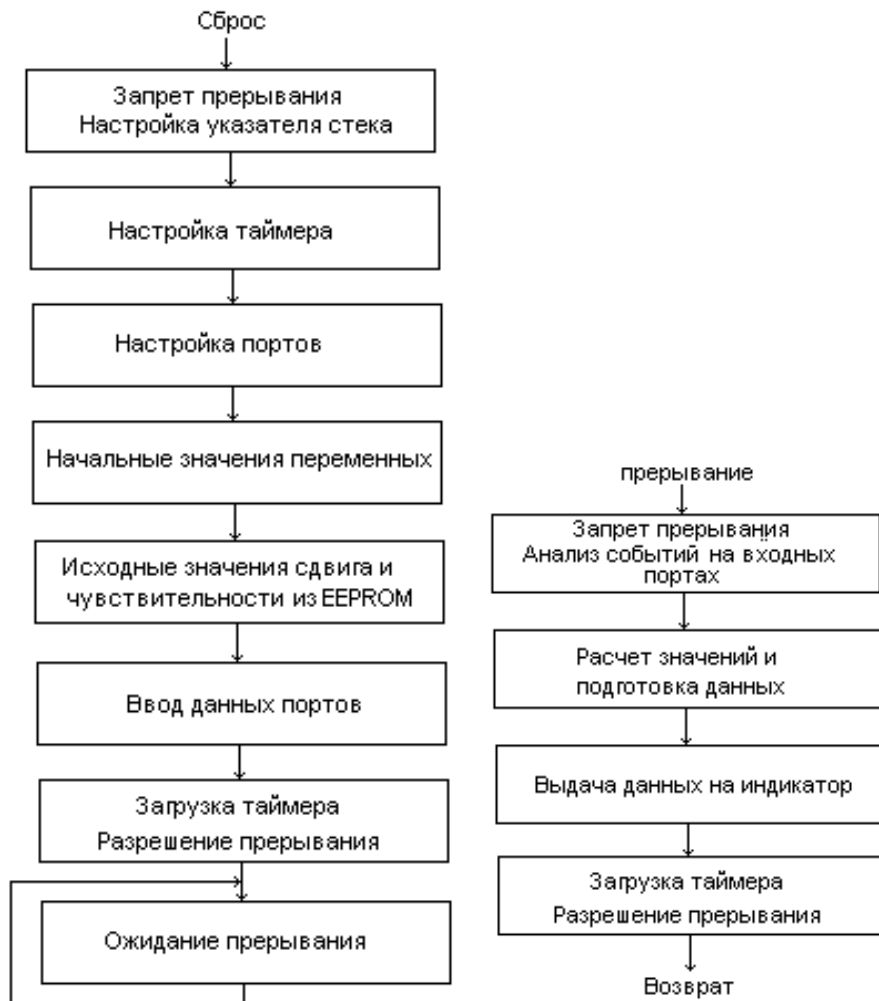 Сброс
Запрет прерывания
Настройка указателя стека
Настройка таймера
Настройка портов
Начальные значения переменных
Исходные значения сдвига и
чувствительности из EEPROM
Ввод данных портов
Загрузка таймера
Разрешение прерывания
Ожидание прерывания
прерывание
Запрет прерывания
Анализ событий на входных
портах
Расчет значений и
подготовка данных
Выдача данных на индикатор
Загрузка таймера
Разрешение прерывания
Возврат